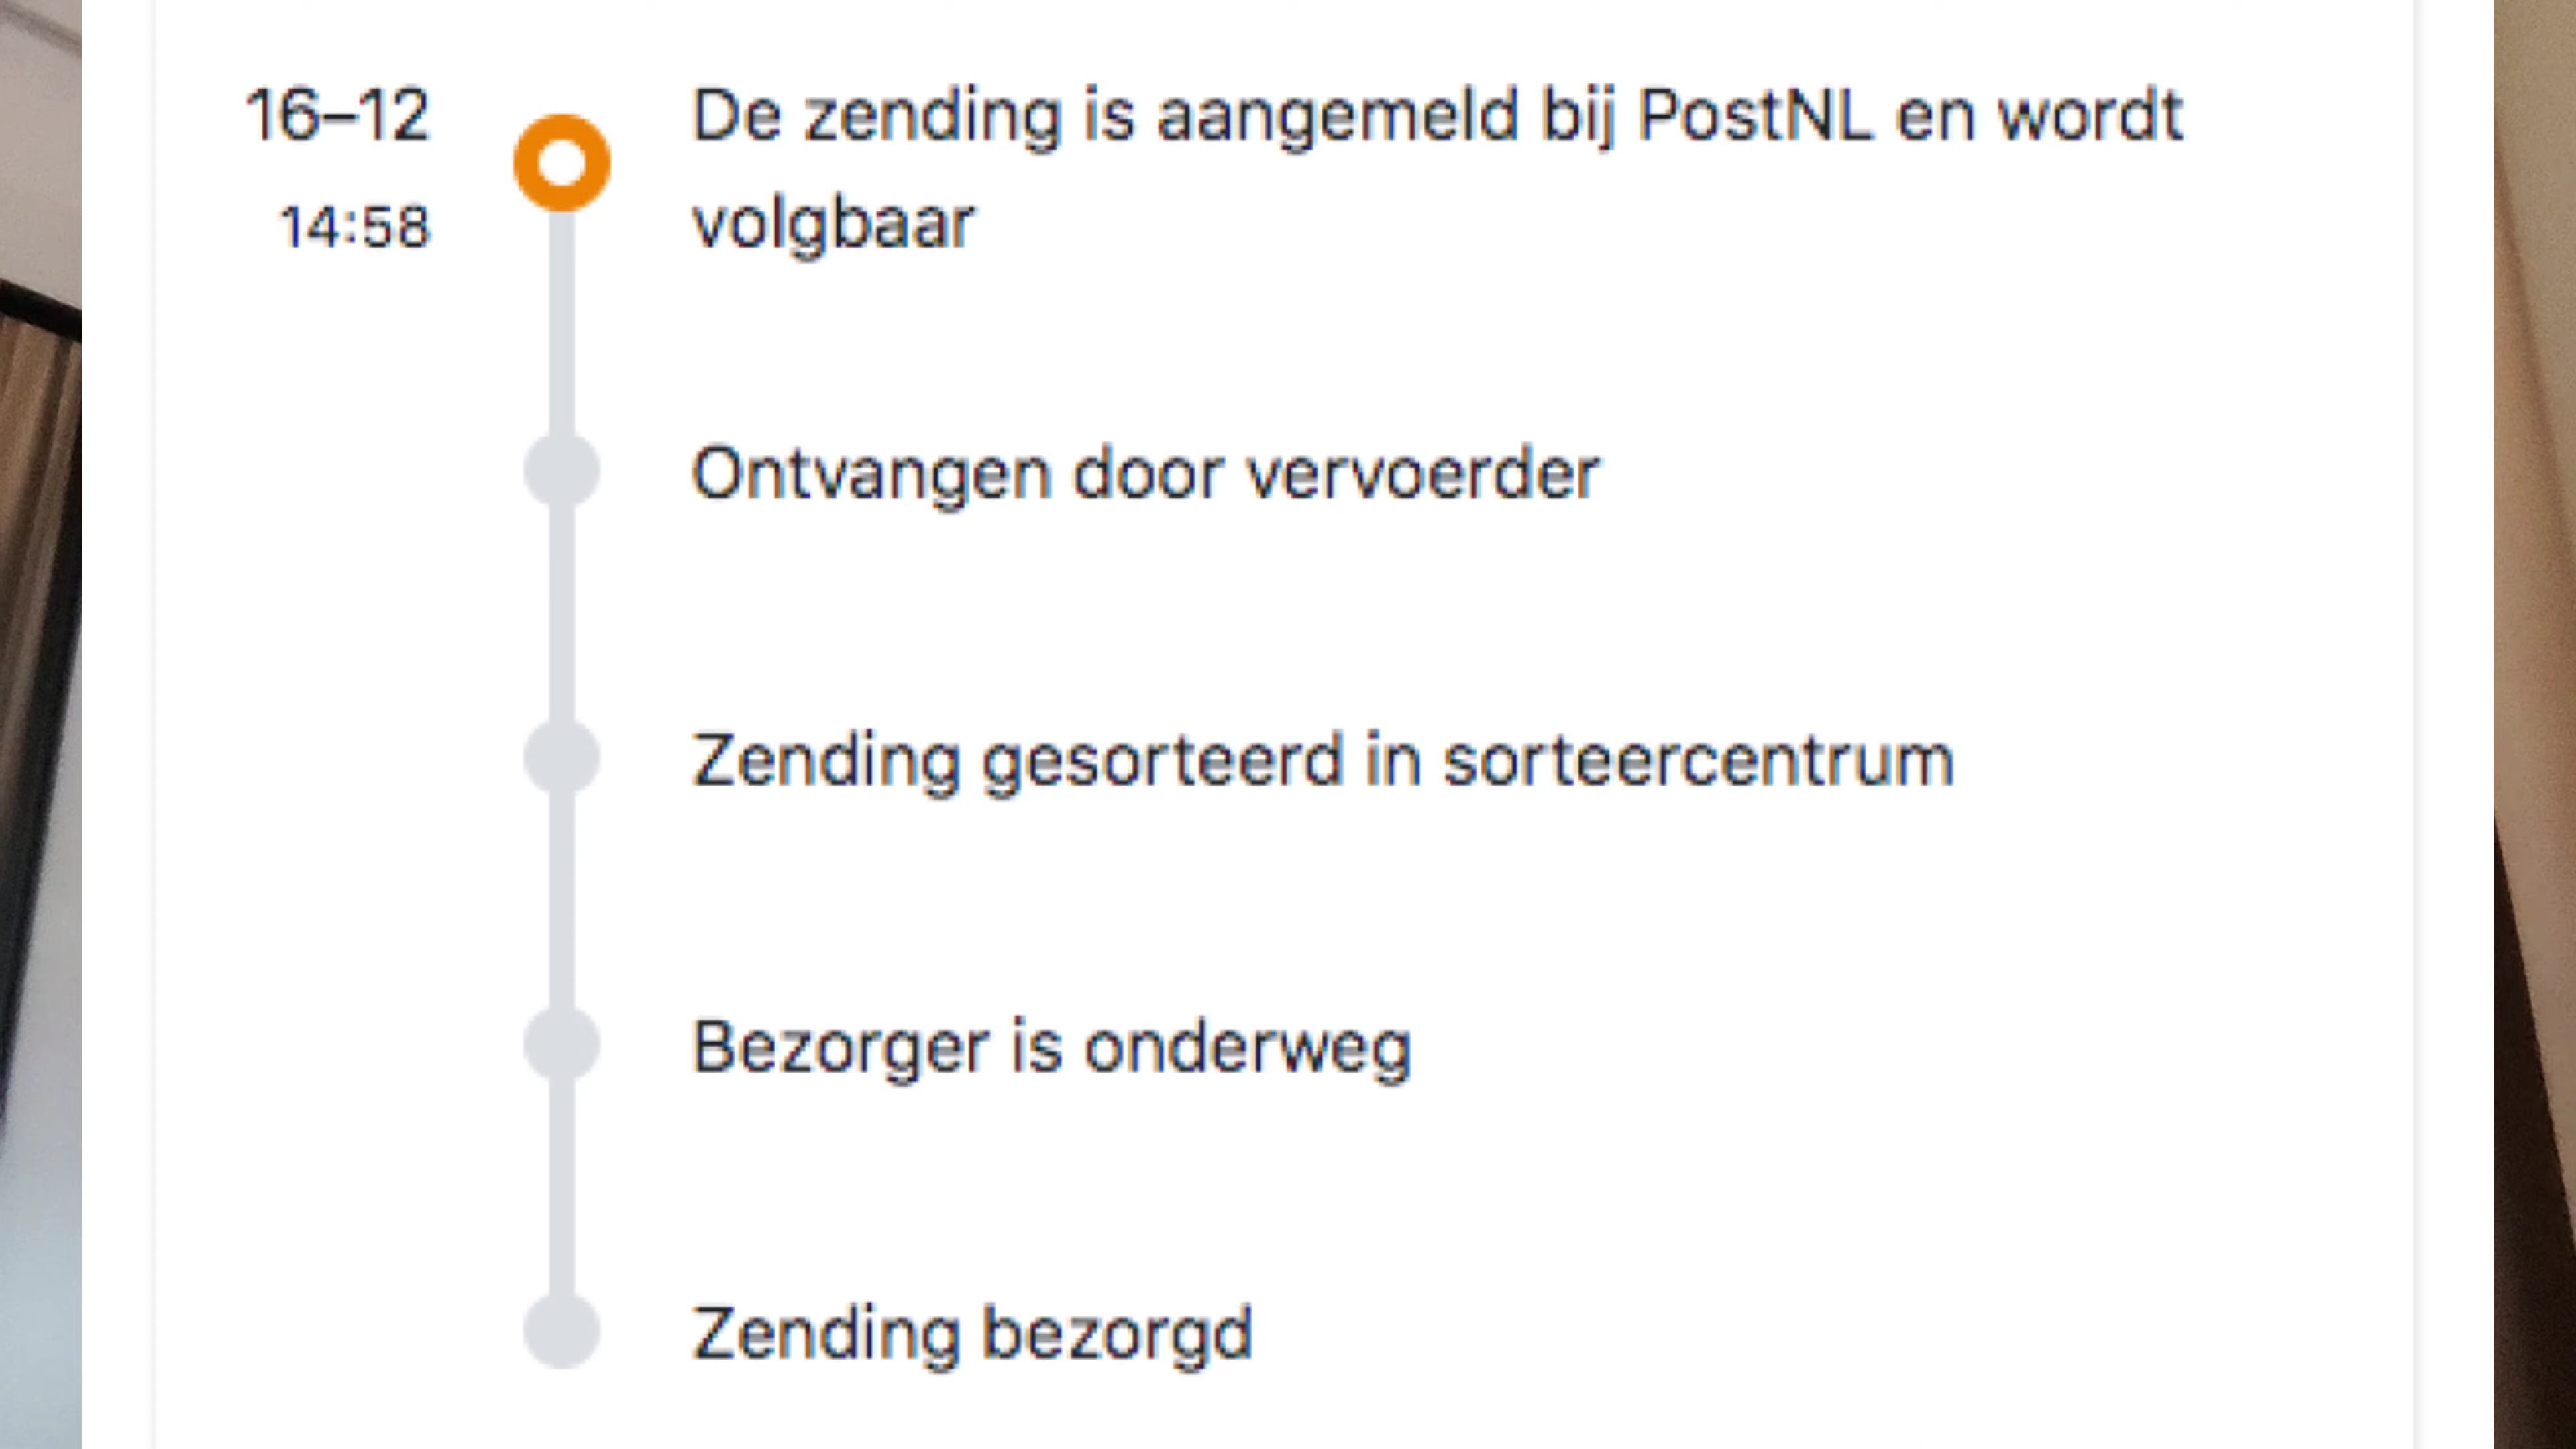 16–12
De zending is aangemeld bij PostNL en wordt
14:58
volgbaar
Ontvangen door vervoerder
Zending gesorteerd in sorteercentrum
Bezorger is onderweg
Zending bezorgd